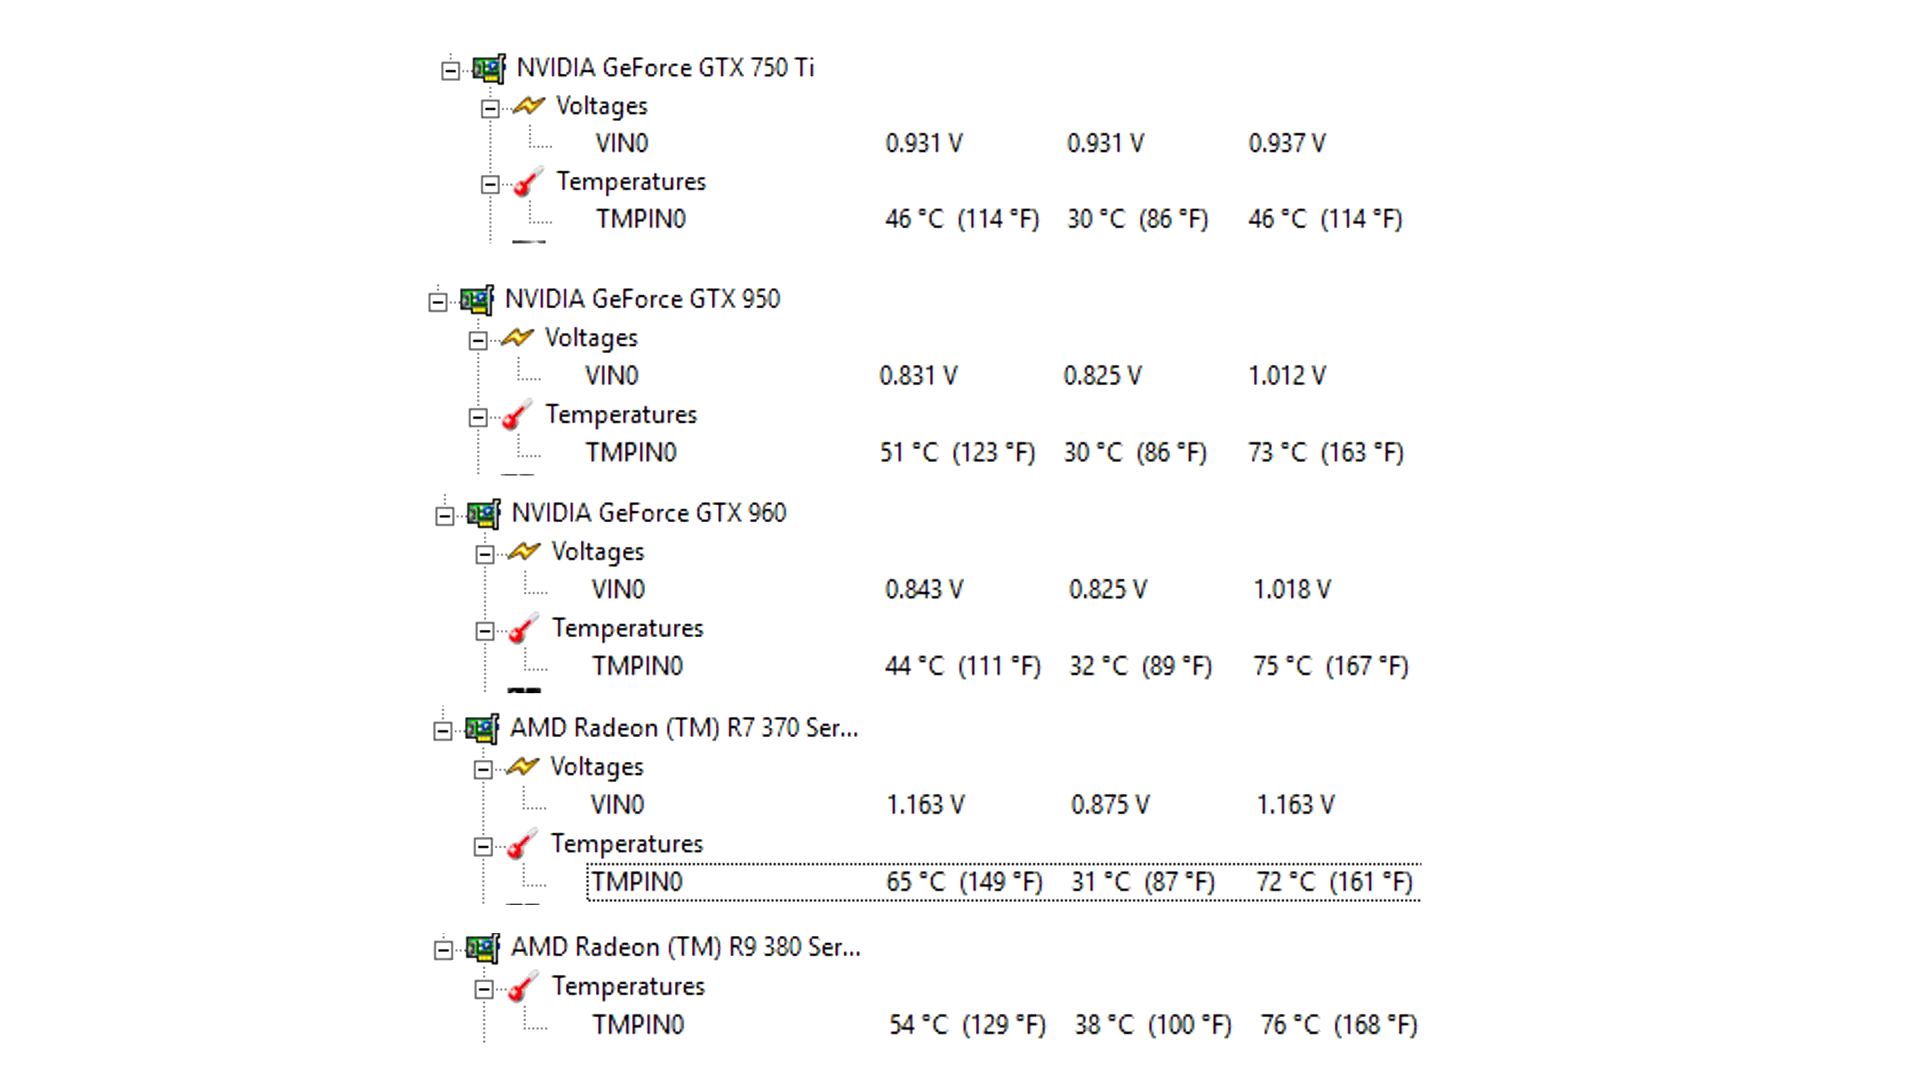 NVIDIA GeForce GTX 750 Ti
Voltages
VIN0 0.931 V 0.931 V 0.937 V
Temperatures
TMPIN0 46 °C (114 °F) 30 °C (86 °F) 46 °C (114 °F)
NVIDIA GeForce GTX 950
Voltages
VIN0 0.831 V 0.825 V 1.012 V
Temperatures
TMPIN0 51 °C (123 °F) 30 °C (86 °F) 73 °C (163 °F)
NVIDIA GeForce GTX 960
Voltages
VIN0 0.843 V 0.825 V 1.018 V
Temperatures
TMPIN0 44 °C (111 °F) 32 °C (89 °F) 75 °C (167 °F)
AMD Radeon (TM) R7 370 Ser...
Voltages
VIN0 1.163 V 0.875 V 1.163 V
Temperatures
TMPIN0 65 °C (149 °F) 31 °C (87 °F) 72 °C (161 °F)
AMD Radeon (TM) R9 380 Ser...
Temperatures
TMPIN0 54 °C (129 °F) 38 °C (100 °F) 76 °C (168 °F)